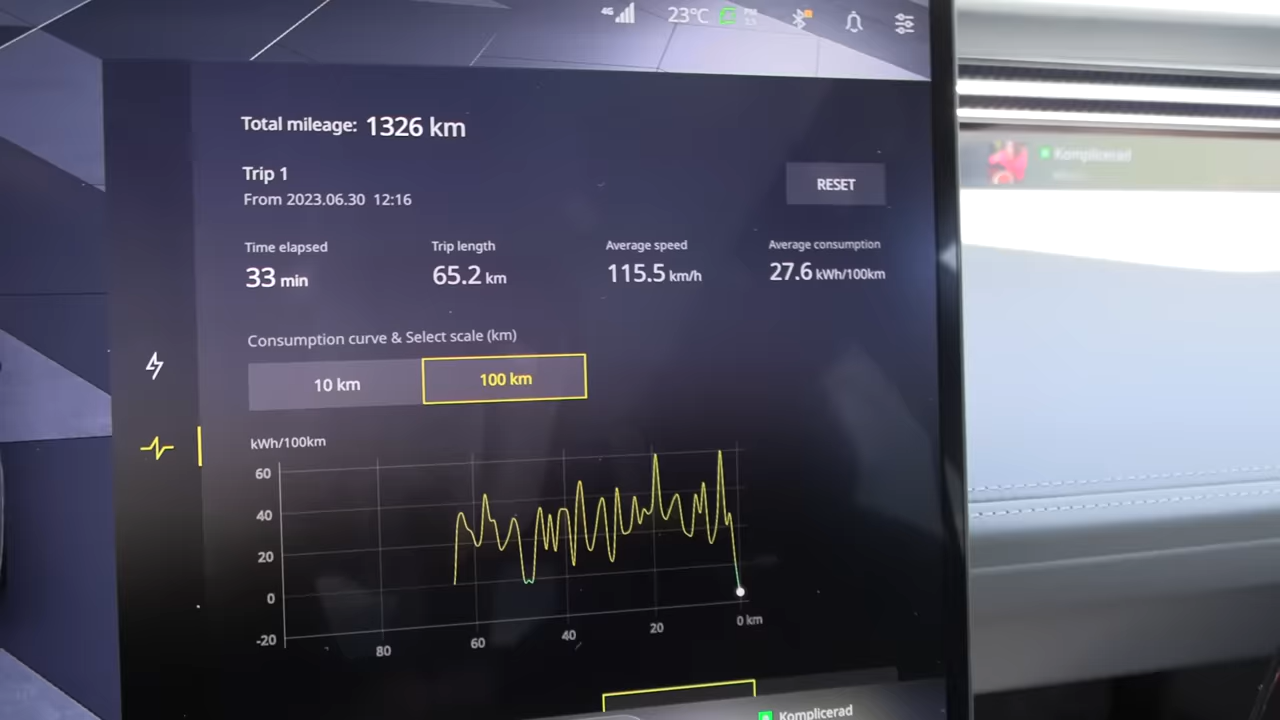 4G 23°C PM
Total mileage: 1326 km
Trip 1
RESET
From 2023.06.30 12:16
Time elapsed Trip length Average speed Average consumption
33 min 65.2 km 115.5 km/h 27.6 kWh/100km
Consumption curve & Select scale (km)
10 km 100 km
kWh/100km
60
40
20
0
-20
80 60 40 20 0 km
Komplicerad
Komplicerad